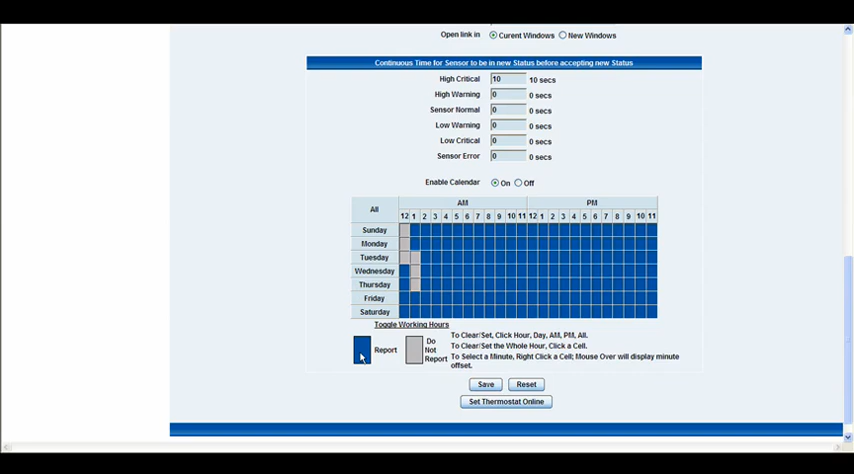 Open link in Curent Windows New Windows
Continuous Time for Sensor to be in new Status before accepting new Status
High Critical 10 10 secs
High Warning 0 0 secs
Sensor Normal 0 0 secs
Low Warning 0 0 secs
Low Critical 0 0 secs
Sensor Error 0 0 secs
Enable Calendar On Off
All AM PM
12 1 2 3 4 5 6 7 8 9 10 11 12 1 2 3 4 5 6 7 8 9 10 11
Sunday
Monday
Tuesday
Wednesday
Thursday
Friday
Saturday
Toggle Working Hours
Report
Do Not Report
To Clear/Set, Click Hour, Day, AM, PM, All.
To Clear/Set the Whole Hour, Click a Cell.
To Select a Minute, Right Click a Cell; Mouse Over will display minute
offset.
Save Reset
Set Thermostat Online